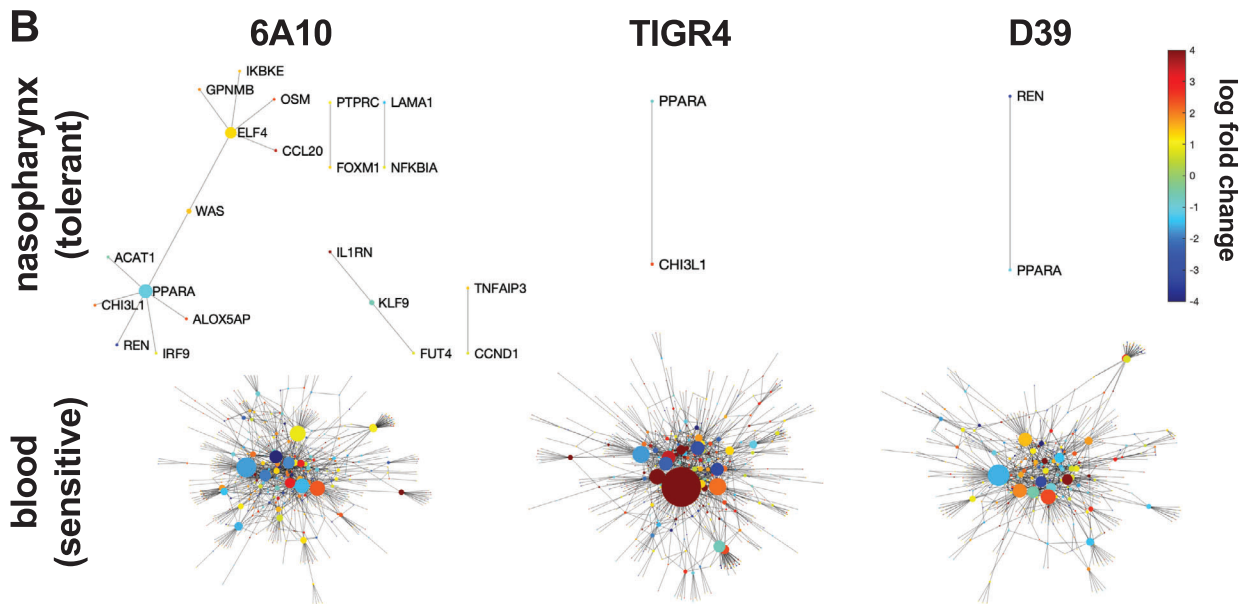 B
6A10
TIGR4
D39
nasopharynx
(tolerant)
IKBKE
GPNMB
OSM
ELF4
CCL20
WAS
ACAT1
PPARA
CHI3L1
ALOX5AP
REN
IRF9
PTPRC
LAMA1
FOXM1
NFKBIA
IL1RN
KLF9
FUT4
TNFAIP3
CCND1
PPARA
CHI3L1
REN
PPARA
4
3
2
1
0
-1
-2
-3
-4
log fold change
blood
(sensitive)